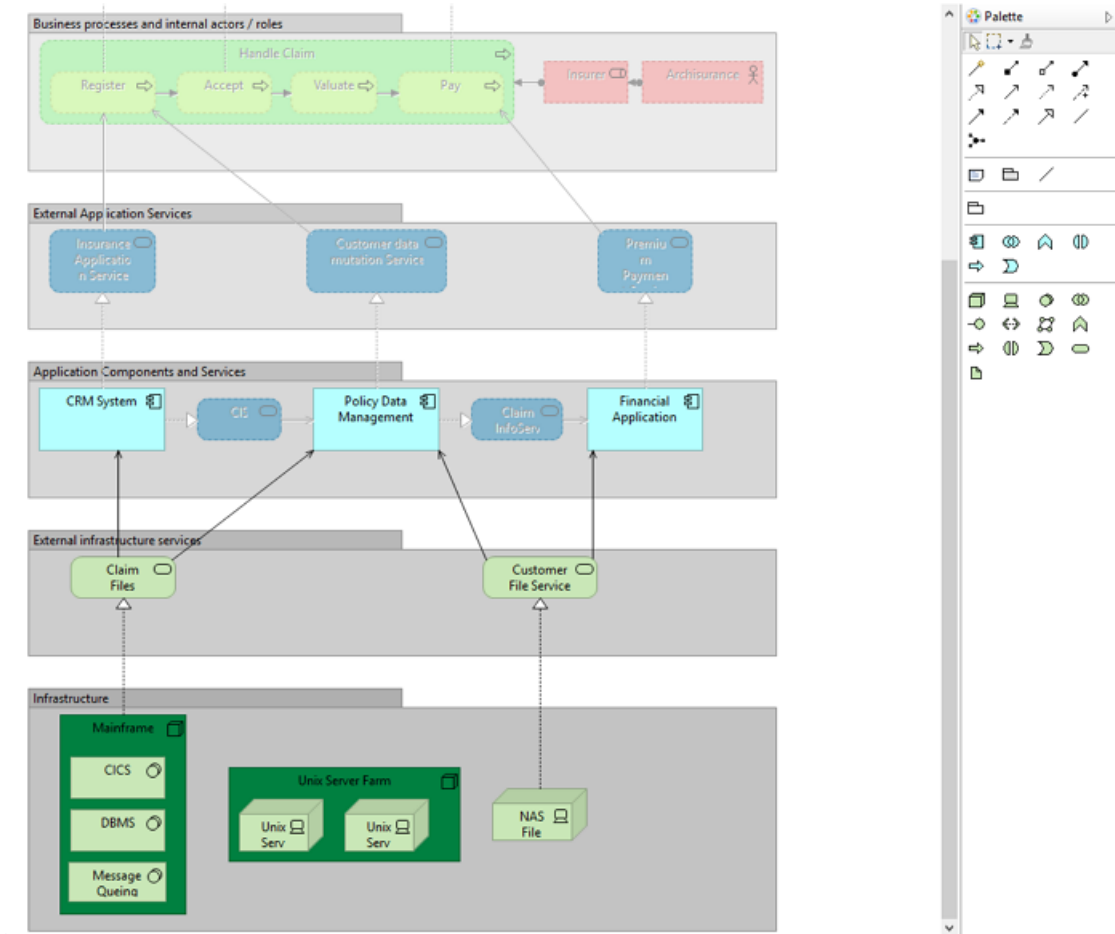 Business processes and internal actors / roles
Palette
Handle Claim
Register
Accept
Valuate
Pay
Insurer
Archisurance
External Application Services
Insurance
Applicatio
n Service
Customer data
mutation Service
Premiu
m
Paymen
Application Components and Services
CRM System
CIS
Policy Data
Management
Claim
InfoServ
Financial
Application
External infrastructure services
Claim
Files
Customer
File Service
Infrastructure
Mainframe
CICS
DBMS
Message
Queing
Unix Server Farm
Unix
Serv
Unix
Serv
NAS
File